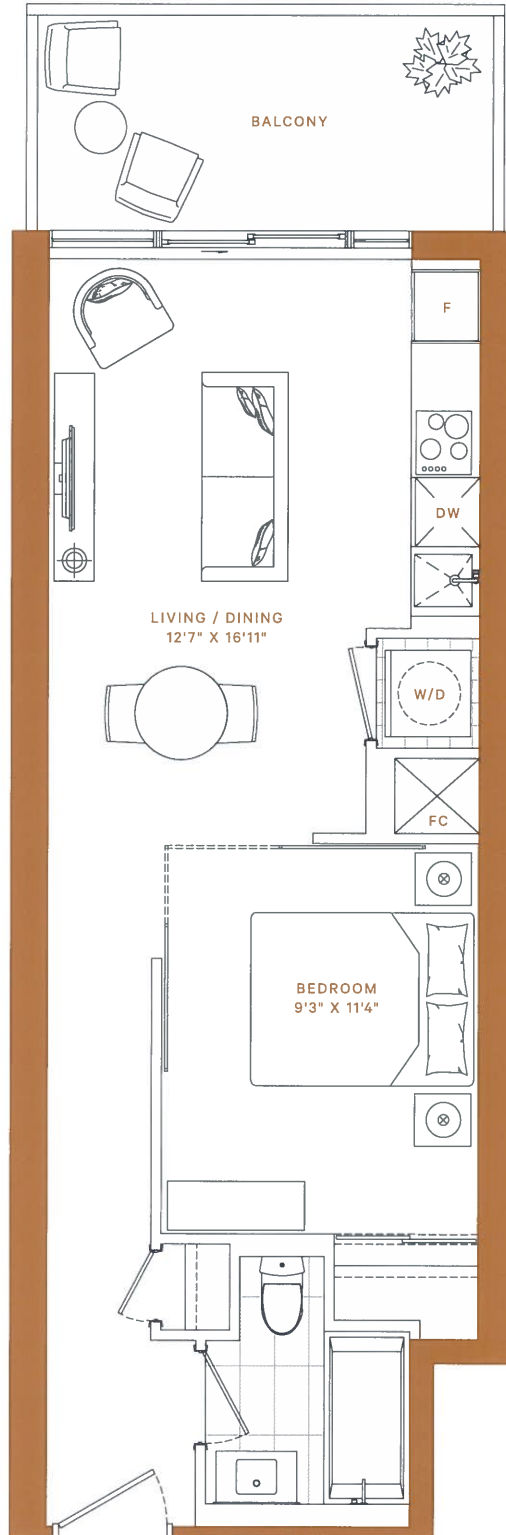 BALCONY
F
DW
LIVING / DINING
12'7" X 16'11"
W/D
FC
BEDROOM
9'3" X 11'4"